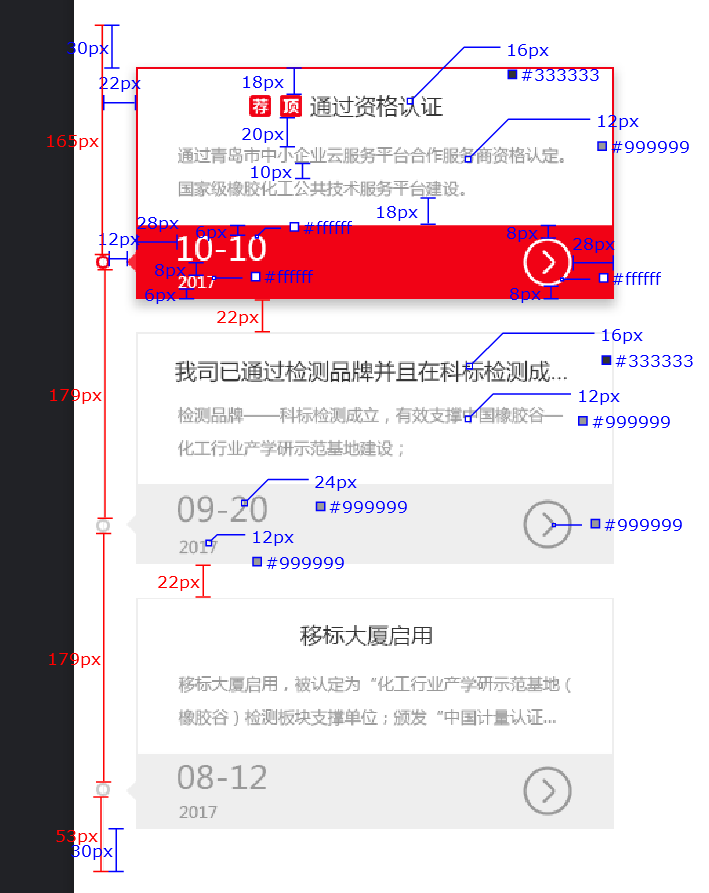 30px
16px
#333333
22px
18px
荐 顶 通过资格认证
12px
20px
165px
#999999
通过青岛市中小企业云服务平台合作服务商资格认定。
10px
国家级橡胶化工公共技术服务平台建设。
18px
28px
6px
#ffffff
8px
12px
10-10
28px
8px
#ffffff
#ffffff
2017
6px
8px
22px
16px
#333333
我司已通过检测品牌并且在科标检测成...
179px
12px
检测品牌——科标检测成立，有效支撑中国橡胶谷—
#999999
化工行业产学研示范基地建设；
24px
09-20
#999999
#999999
12px
2017
#999999
22px
移标大厦启用
179px
移标大厦启用，被认定为“化工行业产学研示范基地（
橡胶谷）检测板块支撑单位；颁发“中国计量认证...
08-12
2017
53px
30px